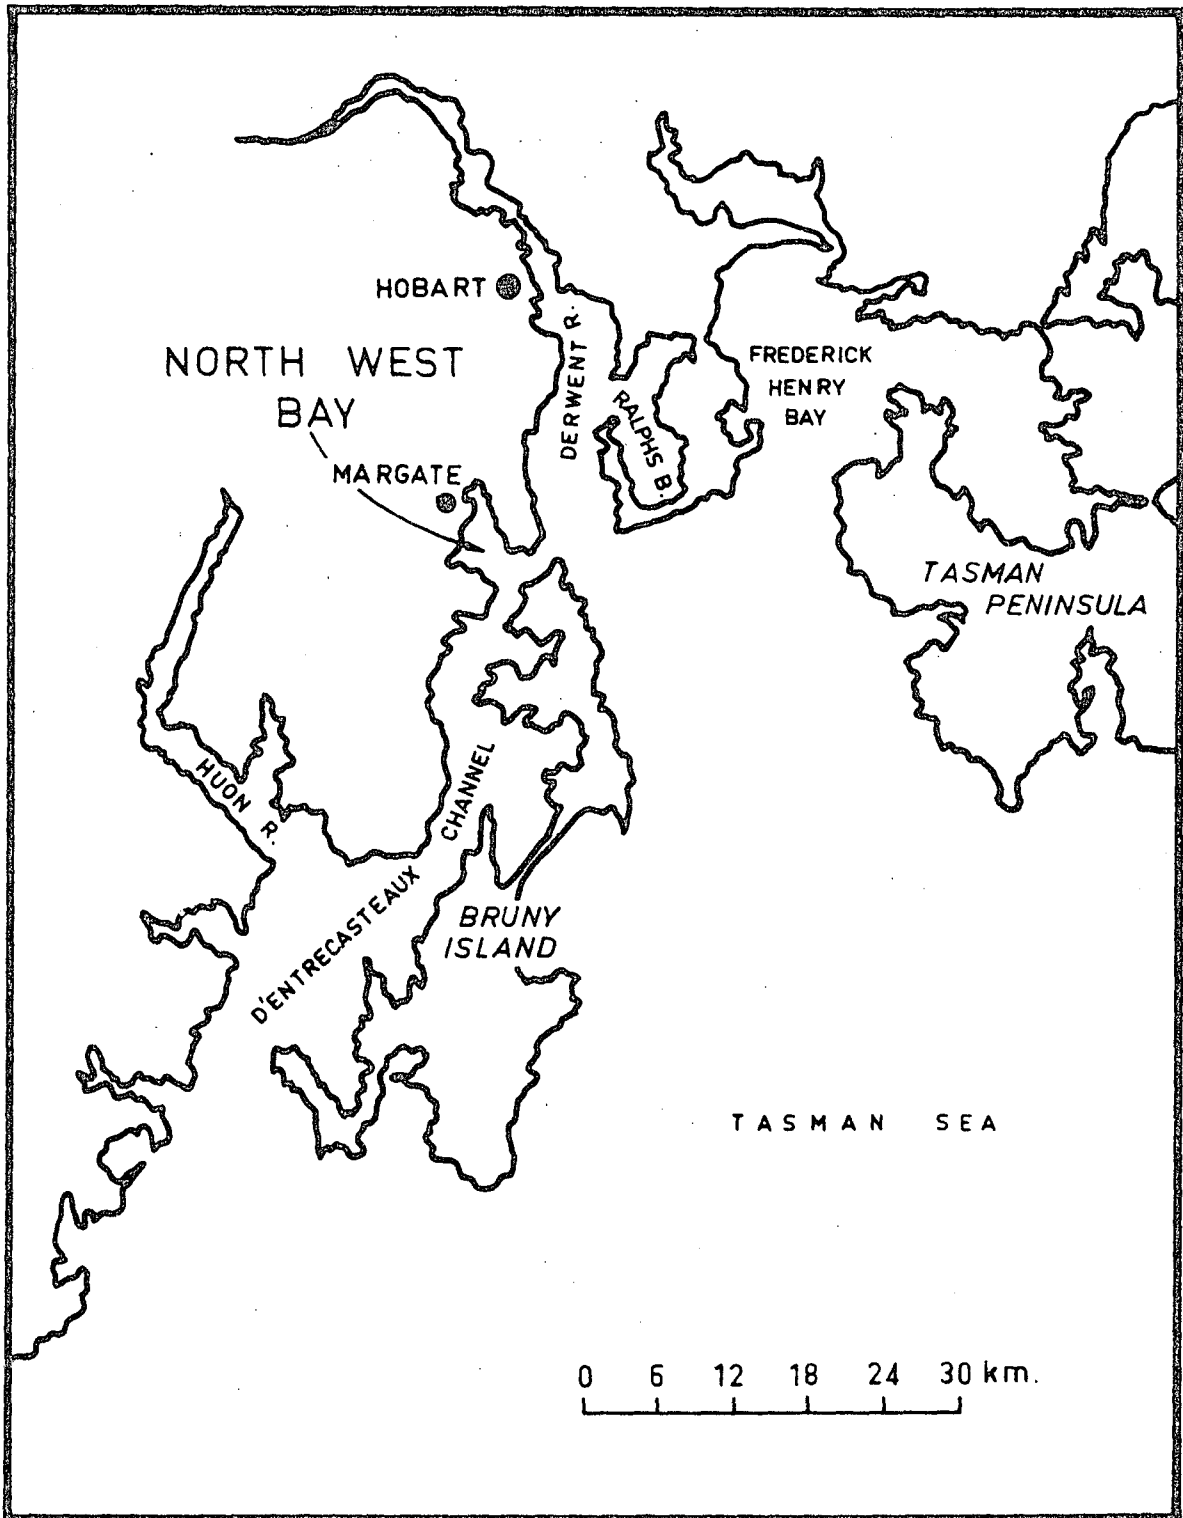 HOBART
NORTH WEST
BAY
DERWENT R.
FREDERICK
HENRY
BAY
RALPHS B.
MARGATE
TASMAN
PENINSULA
HUON R.
D'ENTRECASTEAUX CHANNEL
BRUNY
ISLAND
TASMAN SEA
0 6 12 18 24 30 km.